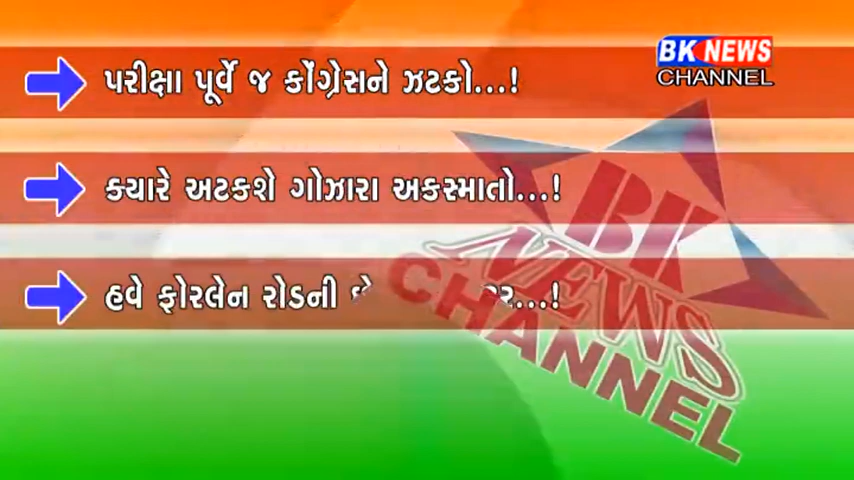 BK NEWS
CHANNEL
પરીક્ષા પૂર્વે જ કોંગ્રેસને ઝટકો...!
ક્યારે અટકશે ગોઝારા અકસ્માતો...!
હવે ફોરલેન રોડની છે ...!
BK
NEWS
CHANNEL